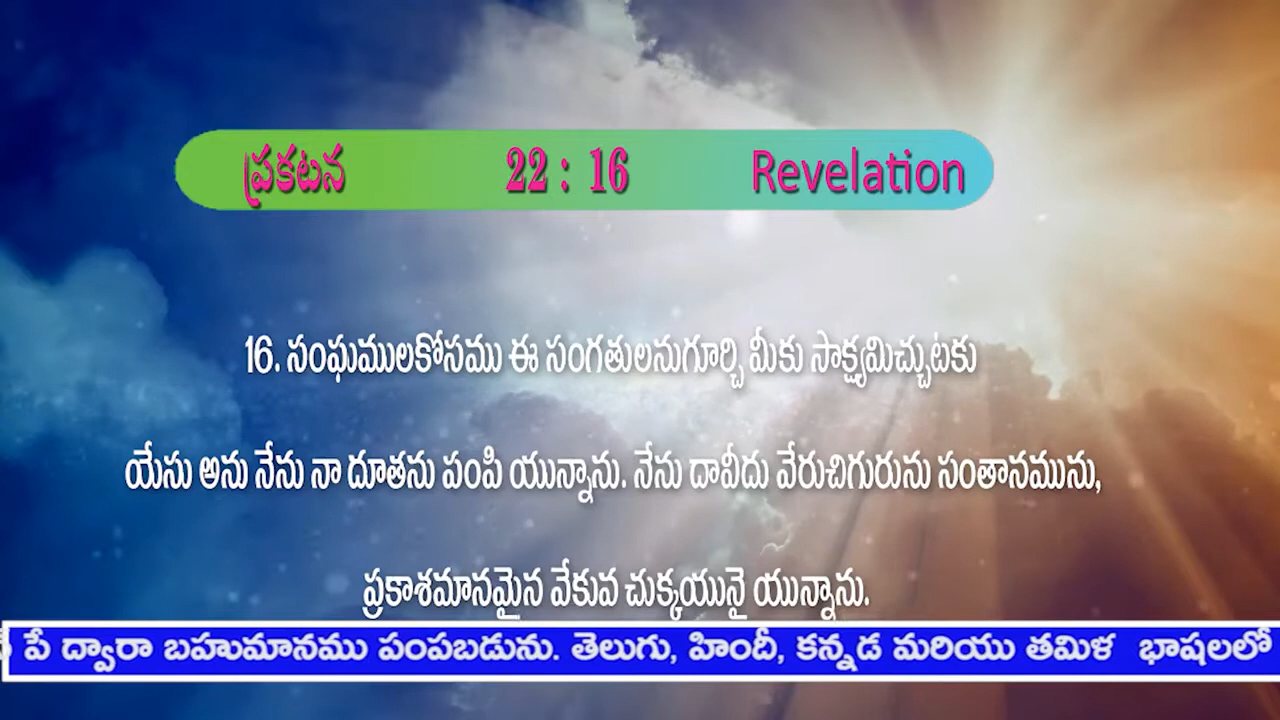 ప్రకటన 22 : 16 Revelation
16. సంఘములకోసము ఈ సంగతులనుగూర్చి మీకు సాక్ష్యమిచ్చుటకు
యేసు అను నేను నా దూతను పంపి యున్నాను. నేను దావీదు వేరుచిగురును సంతానమును,
ప్రకాశమానమైన వేకువ చుక్కయునై యున్నాను.
పే ద్వారా బహుమానము పంపబడును. తెలుగు, హిందీ, కన్నడ మరియు తమిళ భాషలలో